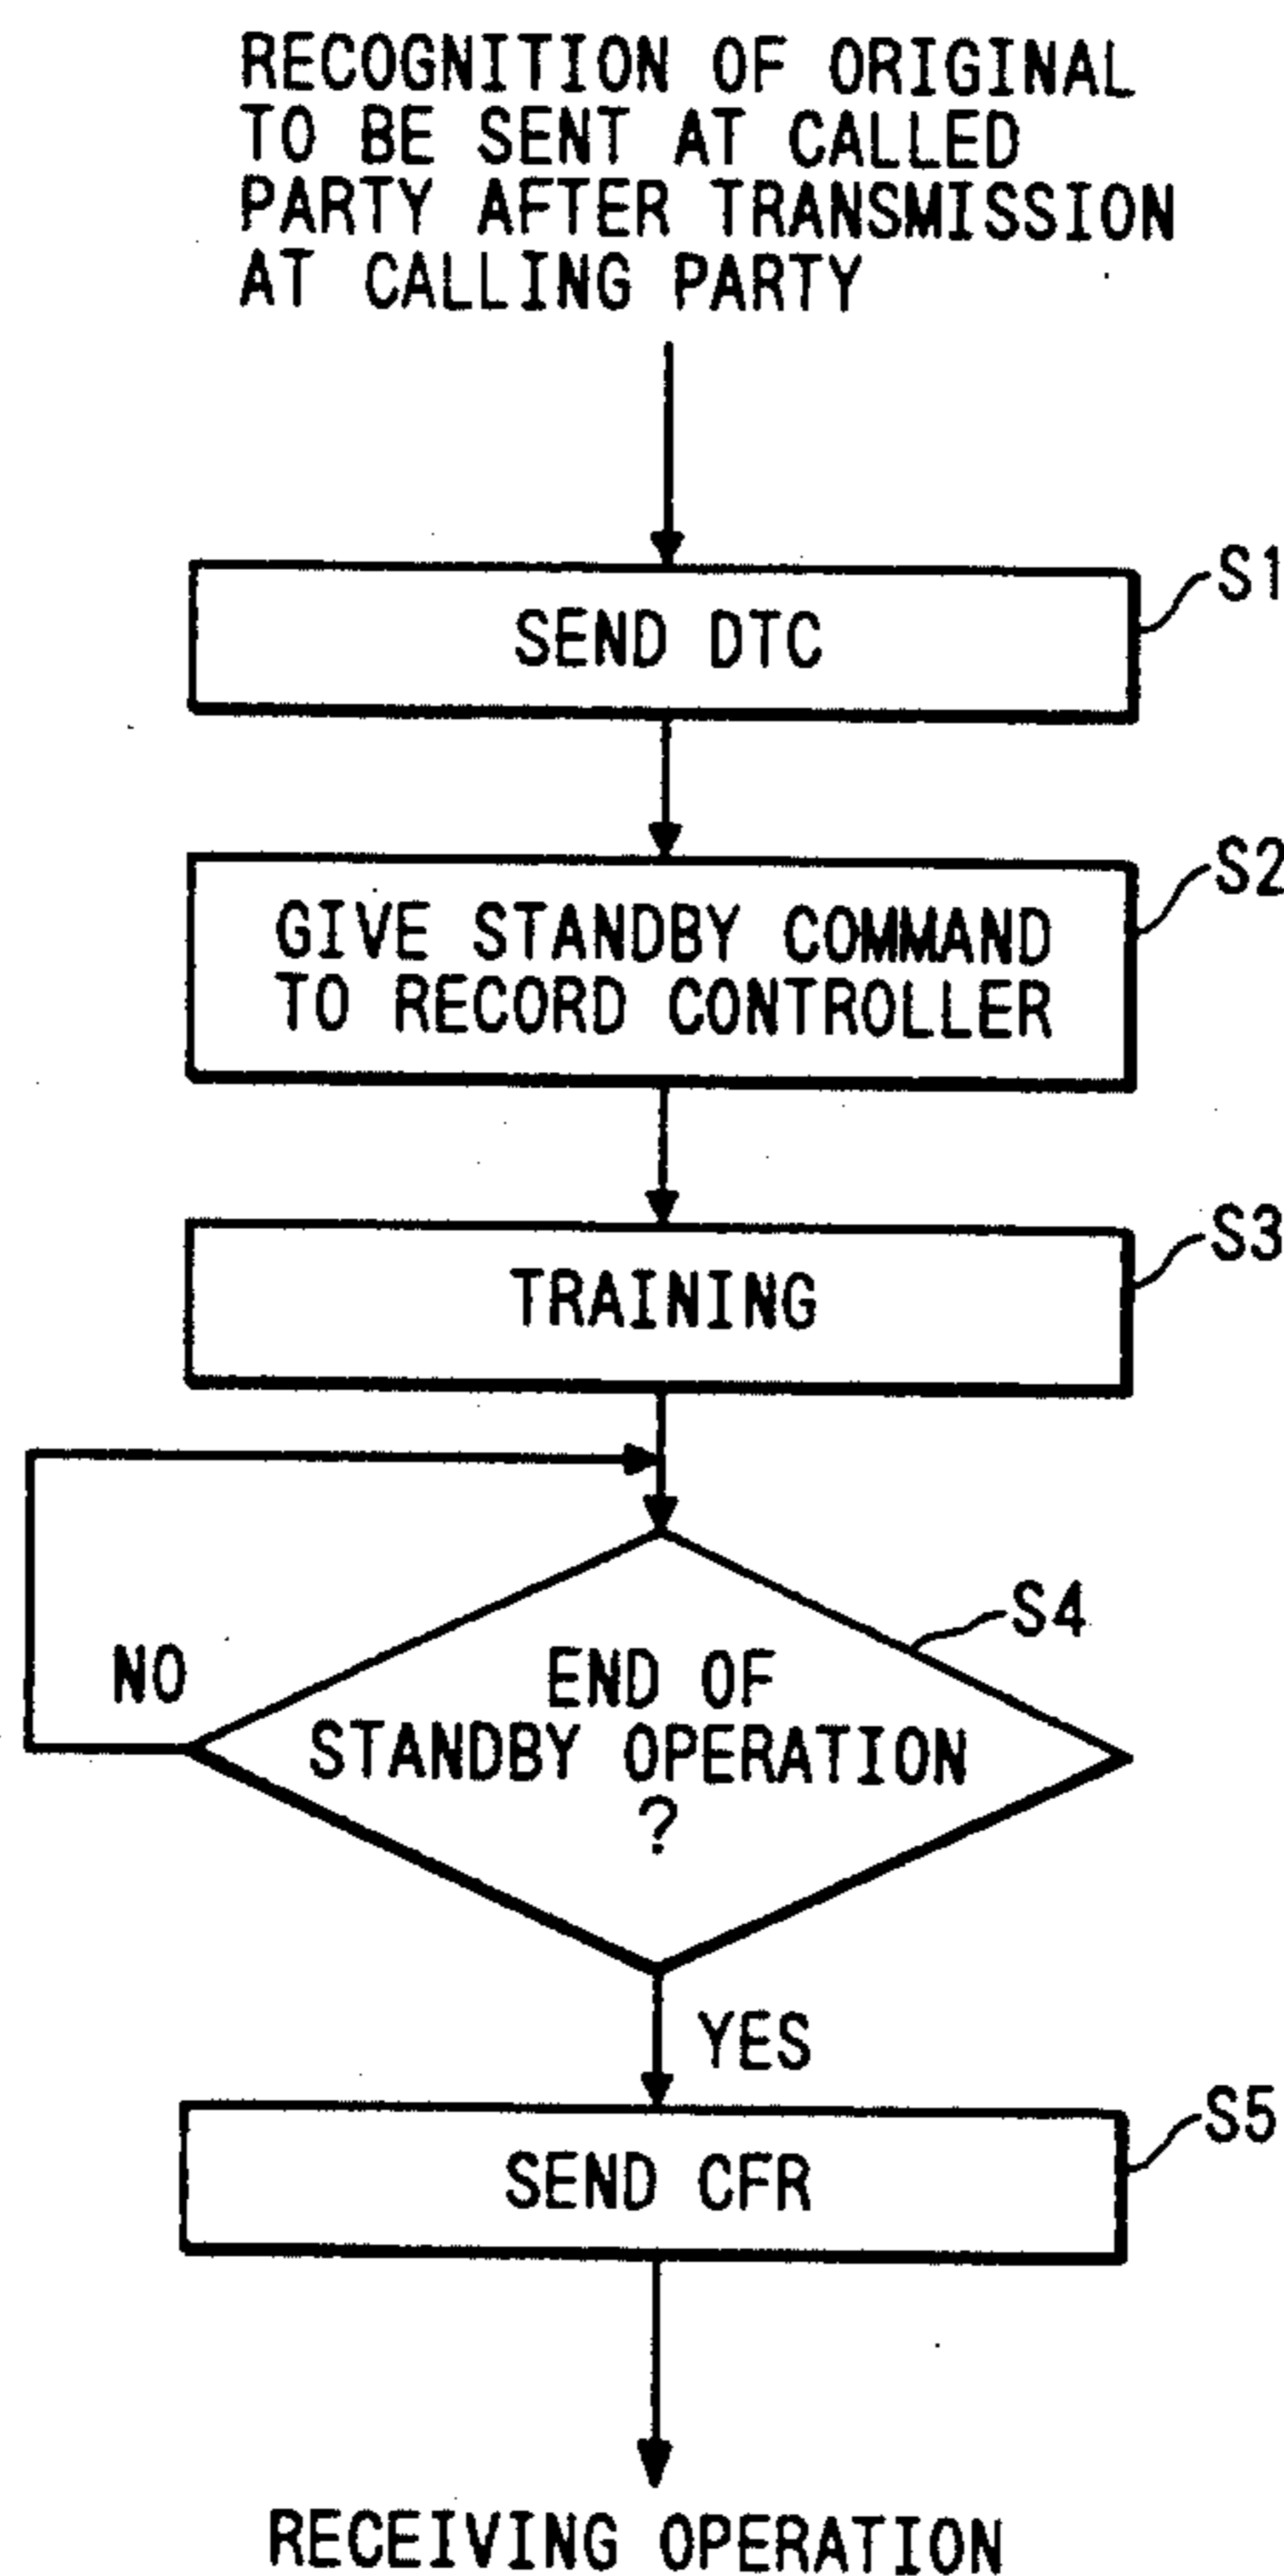 RECOGNITION OF ORIGINAL
TO BE SENT AT CALLED
PARTY AFTER TRANSMISSION
AT CALLING PARTY
S1
SEND DTC
S2
GIVE STANDBY COMMAND
TO RECORD CONTROLLER
S3
TRAINING
S4
NO
END OF
STANDBY OPERATION
?
YES
S5
SEND CFR
RECEIVING OPERATION